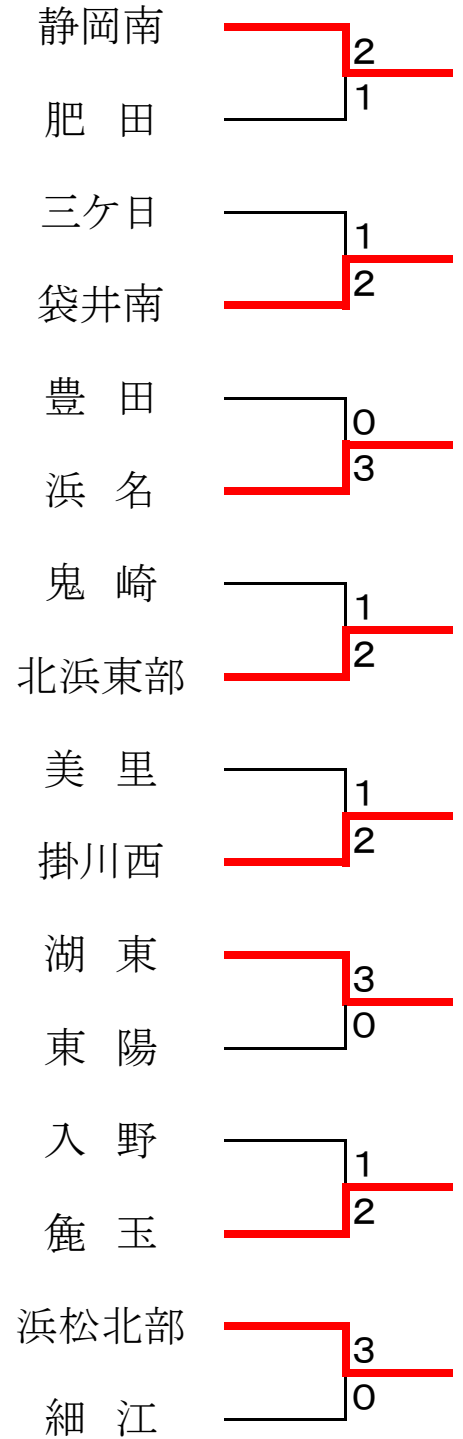 静岡南
2
1
肥 田
三ケ日
1
2
袋井南
豊 田
0
3
浜 名
鬼 崎
1
2
北浜東部
美 里
1
2
掛川西
湖 東
3
0
東 陽
入 野
1
2
麁 玉
浜松北部
3
0
細 江